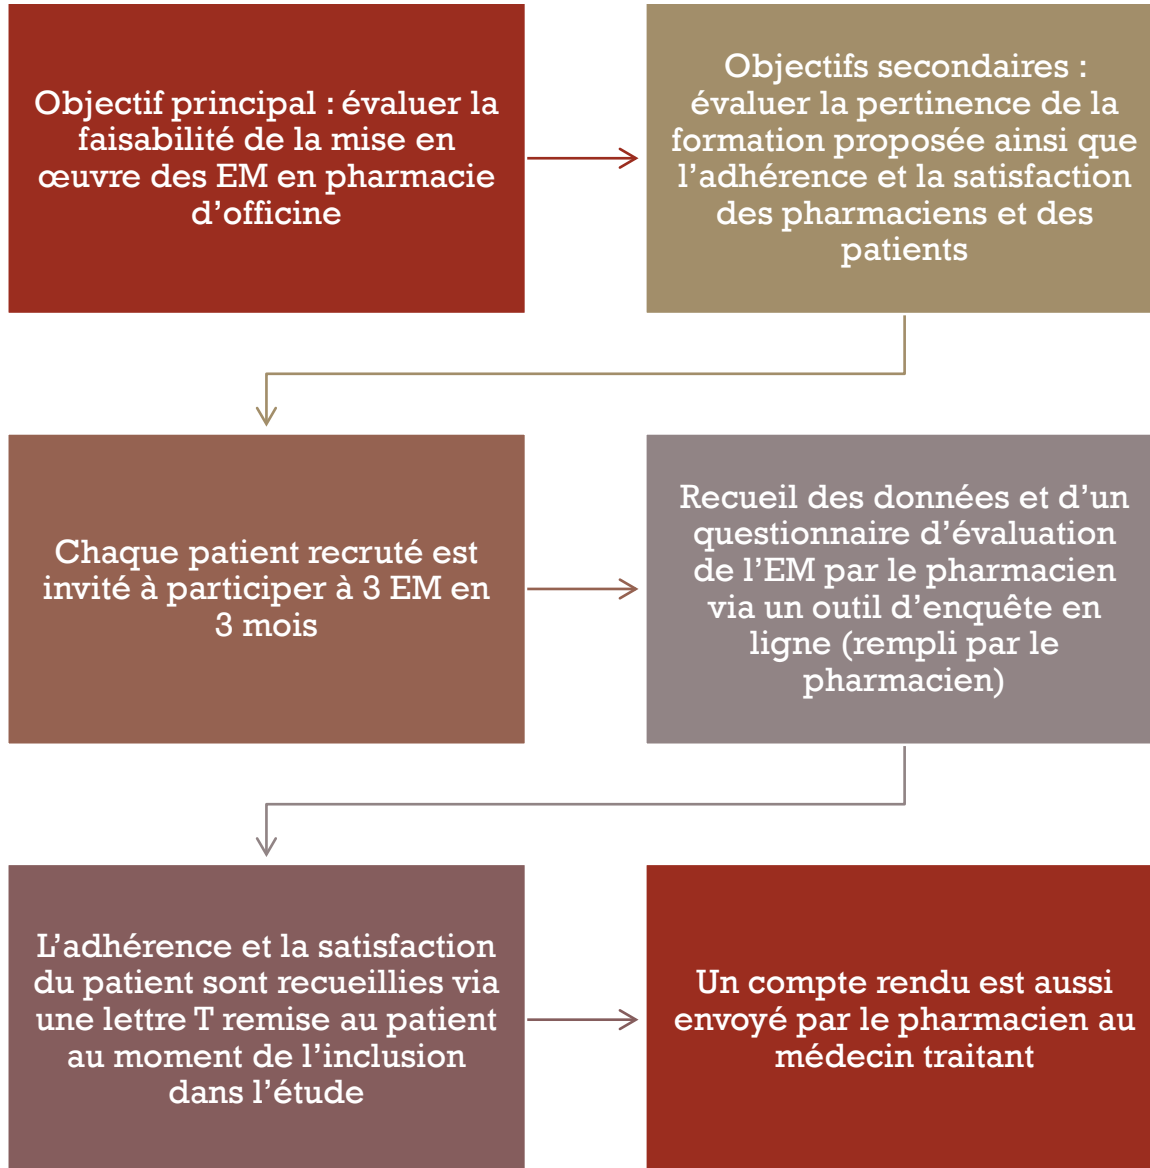 Objectif principal : évaluer la
faisabilité de la mise en
œuvre des EM en pharmacie
d’officine
Objectifs secondaires :
évaluer la pertinence de la
formation proposée ainsi que
l’adhérence et la satisfaction
des pharmaciens et des
patients
Chaque patient recruté est
invité à participer à 3 EM en
3 mois
Recueil des données et d’un
questionnaire d’évaluation
de l’EM par le pharmacien
via un outil d’enquête en
ligne (rempli par le
pharmacien)
L’adhérence et la satisfaction
du patient sont recueillies via
une lettre T remise au patient
au moment de l’inclusion
dans l’étude
Un compte rendu est aussi
envoyé par le pharmacien au
médecin traitant